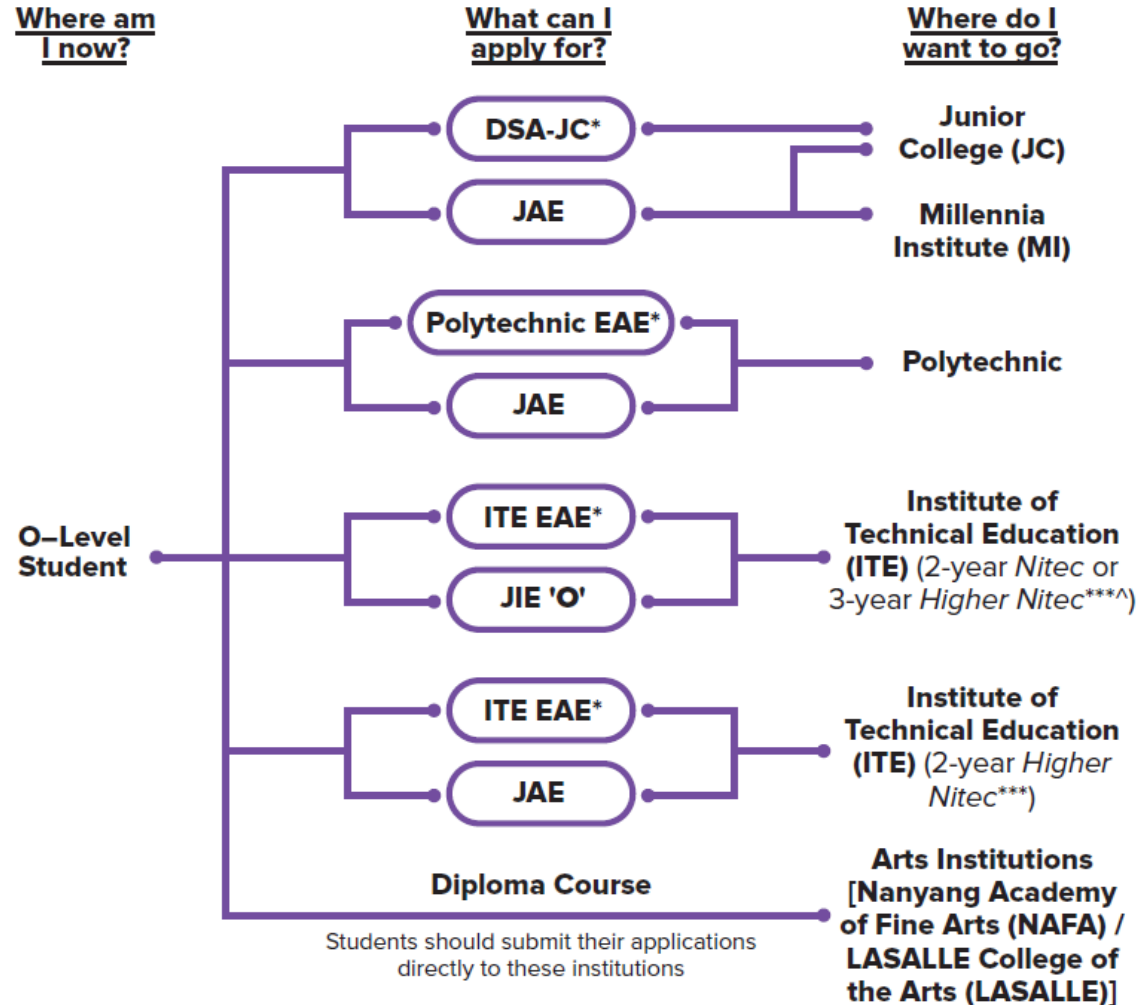 Where am
I now?
What can I
apply for?
Where do I
want to go?
DSA-JC*
Junior
College (JC)
JAE
Millennia
Institute (MI)
Polytechnic EAE*
Polytechnic
JAE
O–Level
Student
ITE EAE*
JIE 'O'
Institute of
Technical Education
(ITE) (2-year Nitec or
3-year Higher Nitec***^)
ITE EAE*
JAE
Institute of
Technical Education
(ITE) (2-year Higher
Nitec***)
Diploma Course
Students should submit their applications
directly to these institutions
Arts Institutions
[Nanyang Academy
of Fine Arts (NAFA) /
LASALLE College of
the Arts (LASALLE)]